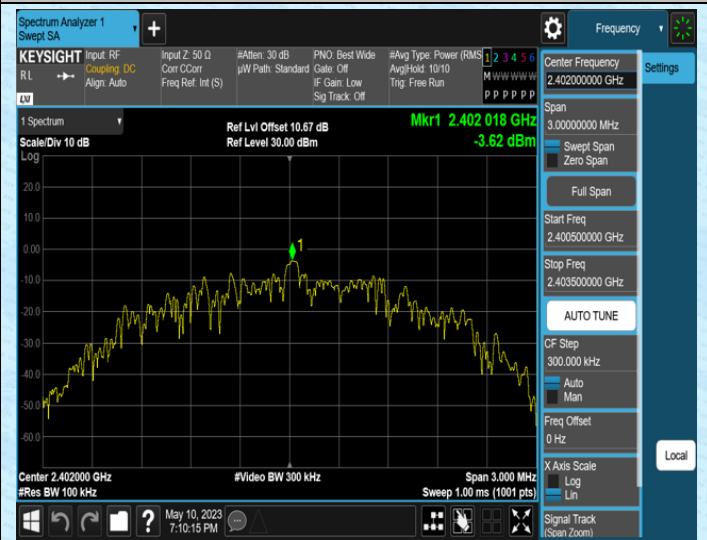 Spectrum Analyzer 1
Swept SA
+
Frequency
KEYSIGHT
RL
LXI
Input: RF
Coupling: DC
Align: Auto
Input Z: 50 Ω
Corr CCorr
Freq Ref: Int (S)
#Atten: 30 dB
µW Path: Standard
PNO: Best Wide
Gate: Off
IF Gain: Low
Sig Track: Off
#Avg Type: Power (RMS
Avg|Hold: 10/10
Trig: Free Run
1 2 3 4 5 6
M W W W W W
P P P P P P
1 Spectrum
Scale/Div 10 dB
Log
Ref Lvl Offset 10.67 dB
Ref Level 30.00 dBm
Mkr1 2.402 018 GHz
-3.62 dBm
20.0
10.0
0.00
-10.0
-20.0
-30.0
-40.0
-50.0
-60.0
1
Center 2.402000 GHz
#Res BW 100 kHz
#Video BW 300 kHz
Span 3.000 MHz
Sweep 1.00 ms (1001 pts)
May 10, 2023
7:10:15 PM
Center Frequency
2.402000000 GHz
Span
3.00000000 MHz
Swept Span
Zero Span
Full Span
Start Freq
2.400500000 GHz
Stop Freq
2.403500000 GHz
AUTO TUNE
CF Step
300.000 kHz
Auto
Man
Freq Offset
0 Hz
X Axis Scale
Log
Lin
Signal Track
(Span Zoom)
Settings
Local